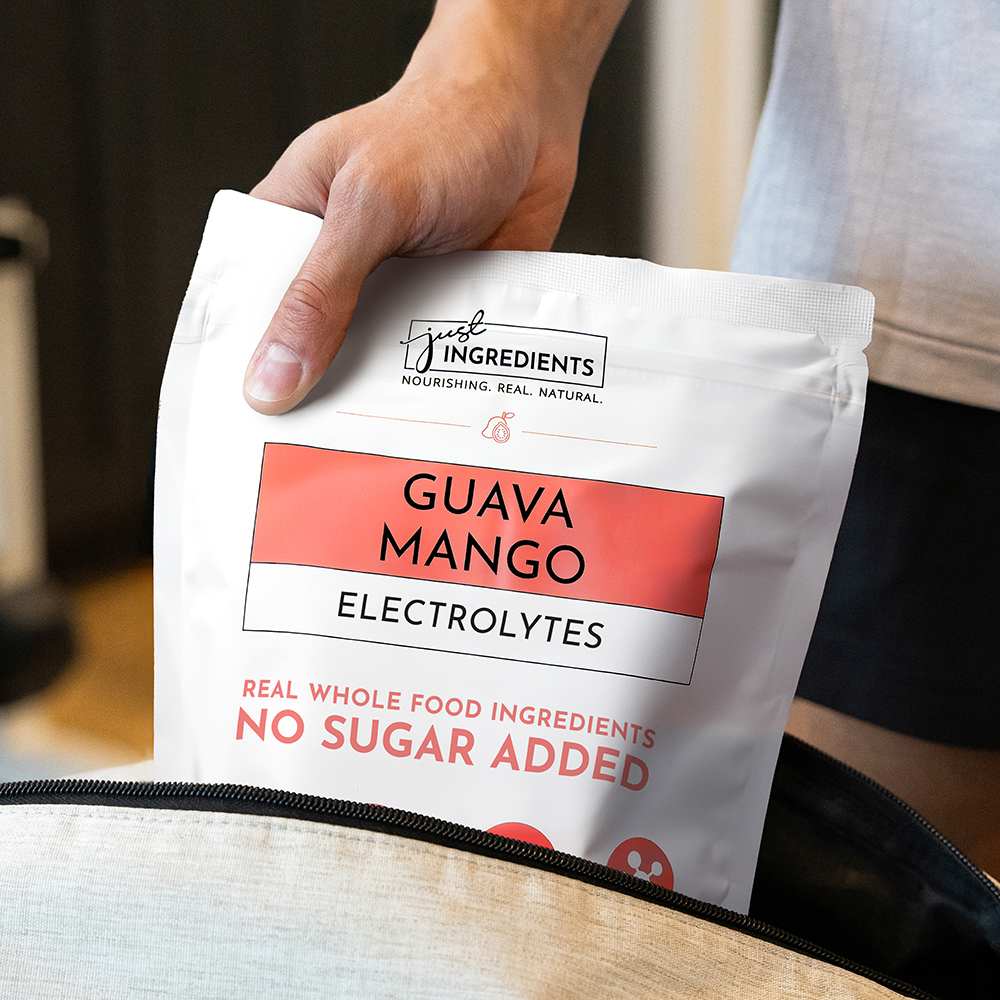 just
INGREDIENTS
NOURISHING. REAL. NATURAL.
GUAVA
MANGO
ELECTROLYTES
REAL WHOLE FOOD INGREDIENTS
NO SUGAR ADDED